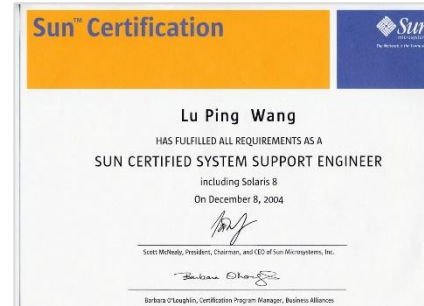 Sun™ Certification
Sun
Lu Ping Wang
HAS FULFILLED ALL REQUIREMENTS AS A
SUN CERTIFIED SYSTEM SUPPORT ENGINEER
including Solaris 8
On December 8, 2004
Scott McNealy, President, Chairman, and CEO of Sun Microsystems, Inc.
Barbara O'Loughlin, Certification Program Manager, Business Alliances